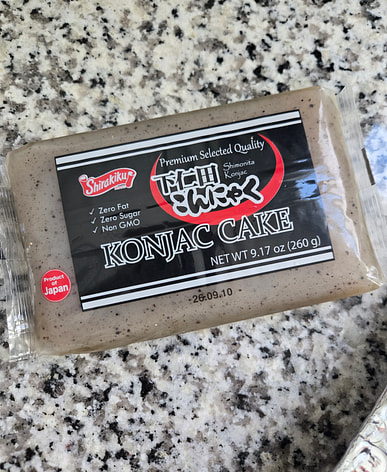 Premium Selected Quality
Shirakiku
下仁田
Shimonita
Konjac
こんにゃく
✓ Zero Fat
✓ Zero Sugar
✓ Non GMO
KONJAC CAKE
NET WT 9.17 oz (260 g)
Product
of
Japan
26.09.10